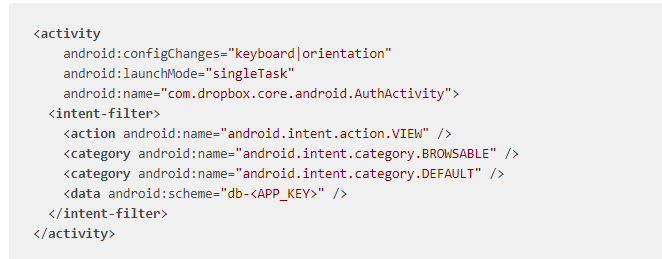 <activity
android:configChanges="keyboard|orientation"
android:launchMode="singleTask"
android:name="com.dropbox.core.android.AuthActivity">
<intent-filter>
<action android:name="android.intent.action.VIEW" />
<category android:name="android.intent.category.BROWSABLE" />
<category android:name="android.intent.category.DEFAULT" />
<data android:scheme="db-<APP_KEY>" />
</intent-filter>
</activity>